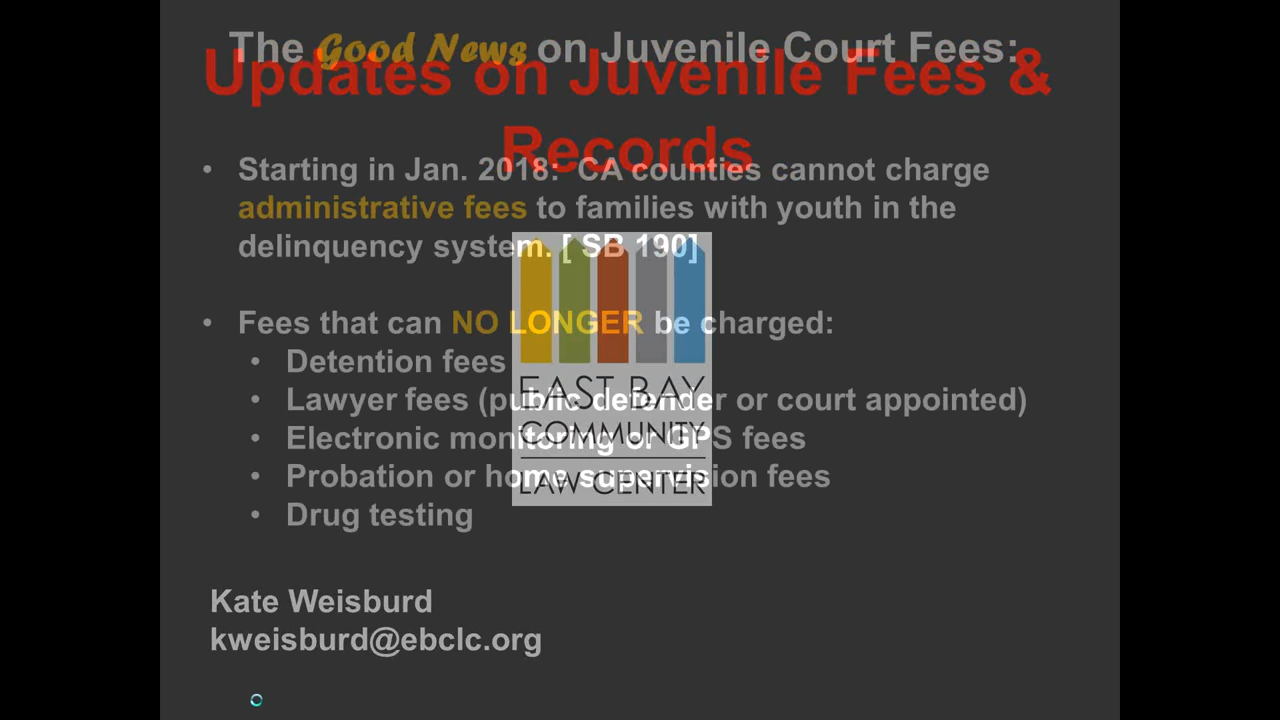 The Good News on Juvenile Court Fees:
Updates on Juvenile Fees &
Records
• Starting in Jan. 2018: CA counties cannot charge
administrative fees to families with youth in the
delinquency system. [ SB 190]
• Fees that can NO LONGER be charged:
• Detention fees
• Lawyer fees (public defender or court appointed)
• Electronic monitoring or GPS fees
• Probation or home supervision fees
• Drug testing
EAST BAY
COMMUNITY
LAW CENTER
Kate Weisburd
kweisburd@ebclc.org